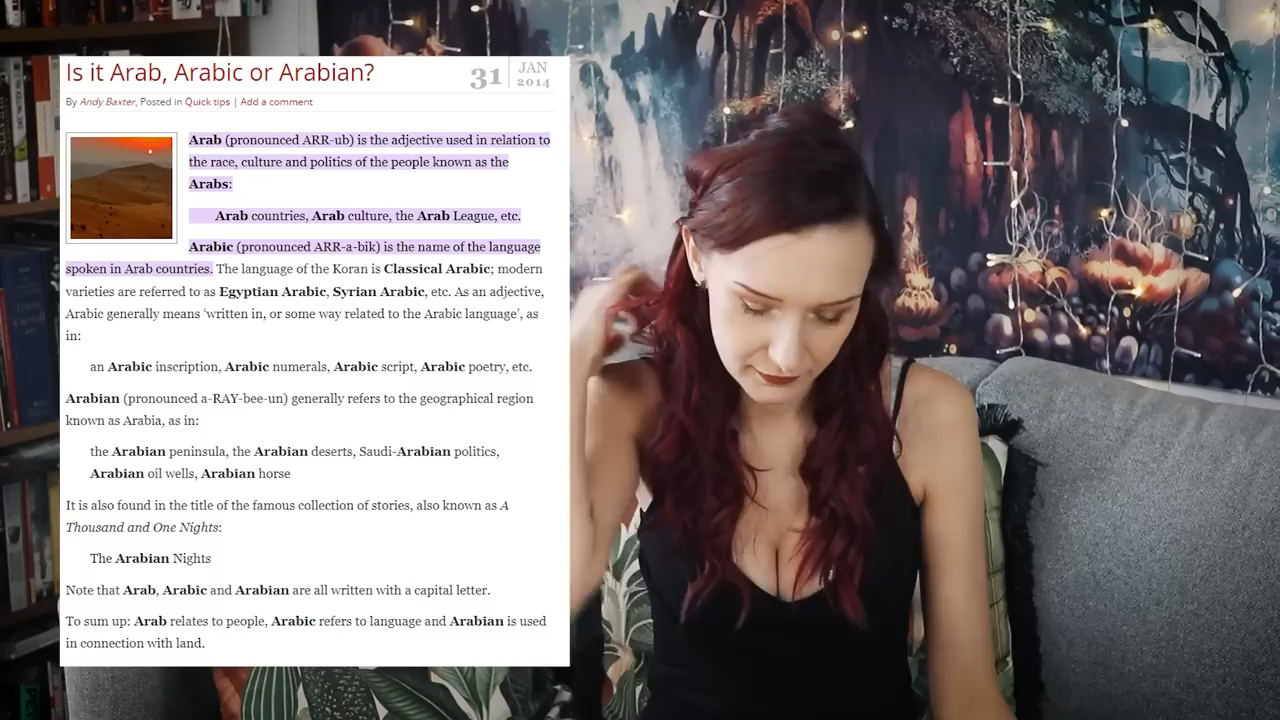 Is it Arab, Arabic or Arabian?
31 JAN 2014
By Andy Baxter, Posted in Quick tips | Add a comment
Arab (pronounced ARR-ub) is the adjective used in relation to
the race, culture and politics of the people known as the
Arabs:
Arab countries, Arab culture, the Arab League, etc.
Arabic (pronounced ARR-a-bik) is the name of the language
spoken in Arab countries. The language of the Koran is Classical Arabic; modern
varieties are referred to as Egyptian Arabic, Syrian Arabic, etc. As an adjective,
Arabic generally means ‘written in, or some way related to the Arabic language’, as
in:
an Arabic inscription, Arabic numerals, Arabic script, Arabic poetry, etc.
Arabian (pronounced a-RAY-bee-un) generally refers to the geographical region
known as Arabia, as in:
the Arabian peninsula, the Arabian deserts, Saudi-Arabian politics,
Arabian oil wells, Arabian horse
It is also found in the title of the famous collection of stories, also known as A
Thousand and One Nights:
The Arabian Nights
Note that Arab, Arabic and Arabian are all written with a capital letter.
To sum up: Arab relates to people, Arabic refers to language and Arabian is used
in connection with land.